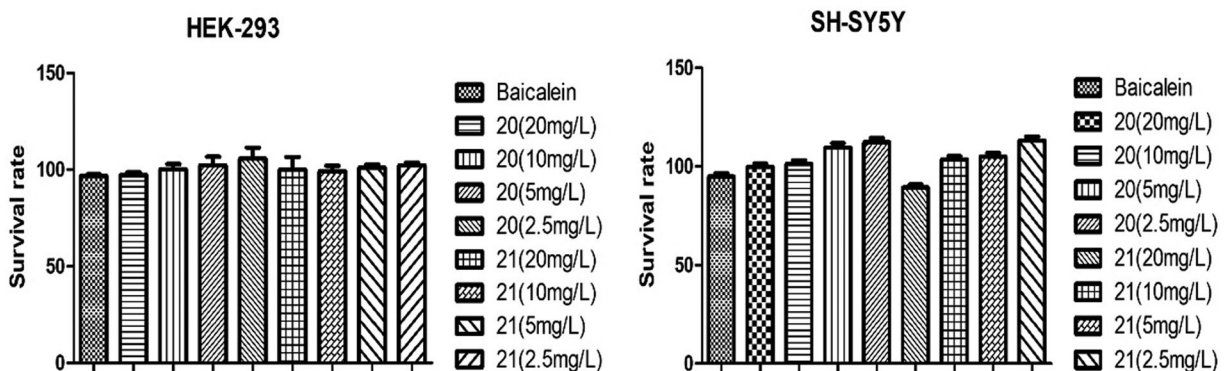 HEK-293
Survival rate
150
100
50
0
Baicalein
20(20mg/L)
20(10mg/L)
20(5mg/L)
20(2.5mg/L)
21(20mg/L)
21(10mg/L)
21(5mg/L)
21(2.5mg/L)
SH-SY5Y
Survival rate
150
100
50
0
Baicalein
20(20mg/L)
20(10mg/L)
20(5mg/L)
20(2.5mg/L)
21(20mg/L)
21(10mg/L)
21(5mg/L)
21(2.5mg/L)